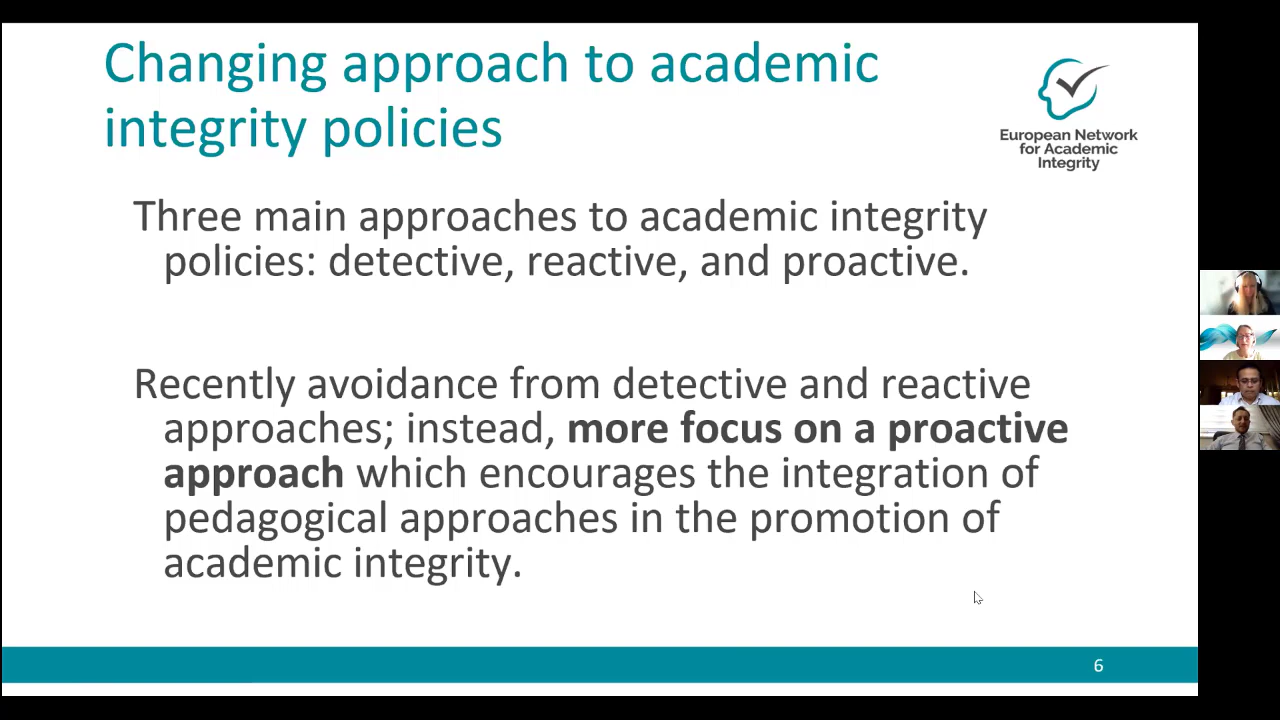 Changing approach to academic
integrity policies
European Network
for Academic
Integrity
Three main approaches to academic integrity
policies: detective, reactive, and proactive.
Recently avoidance from detective and reactive
approaches; instead, more focus on a proactive
approach which encourages the integration of
pedagogical approaches in the promotion of
academic integrity.
6